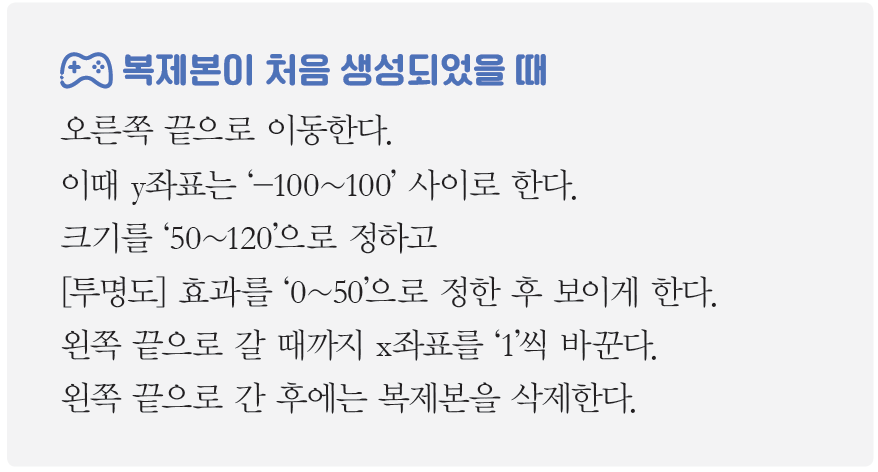 복제본이 처음 생성되었을 때
오른쪽 끝으로 이동한다.
이때 y좌표는 ‘−100~100’ 사이로 한다.
크기를 ‘50~120’으로 정하고
[투명도] 효과를 ‘0~50’으로 정한 후 보이게 한다.
왼쪽 끝으로 갈 때까지 x좌표를 ‘1’씩 바꾼다.
왼쪽 끝으로 간 후에는 복제본을 삭제한다.